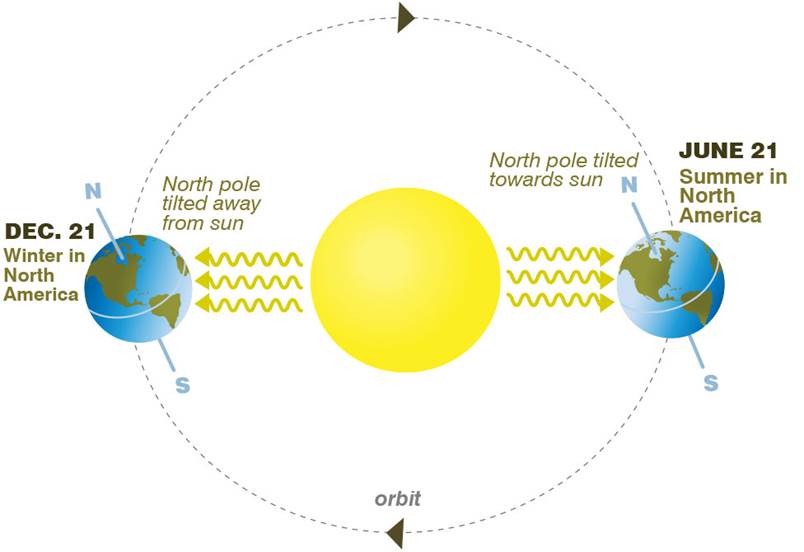 North pole
tilted away
from sun
N
DEC. 21
Winter in
North
America
S
North pole tilted
towards sun
N
JUNE 21
Summer in
North
America
S
orbit